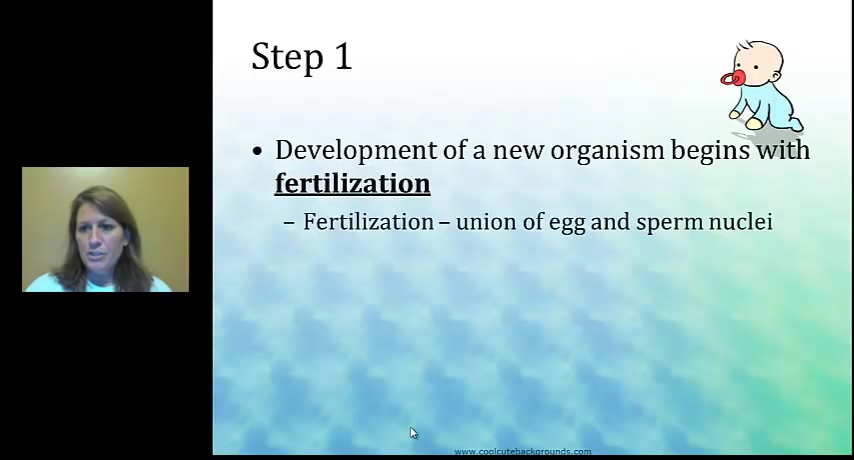 Step 1
• Development of a new organism begins with
fertilization
– Fertilization – union of egg and sperm nuclei
www.coolcutebackgrounds.com